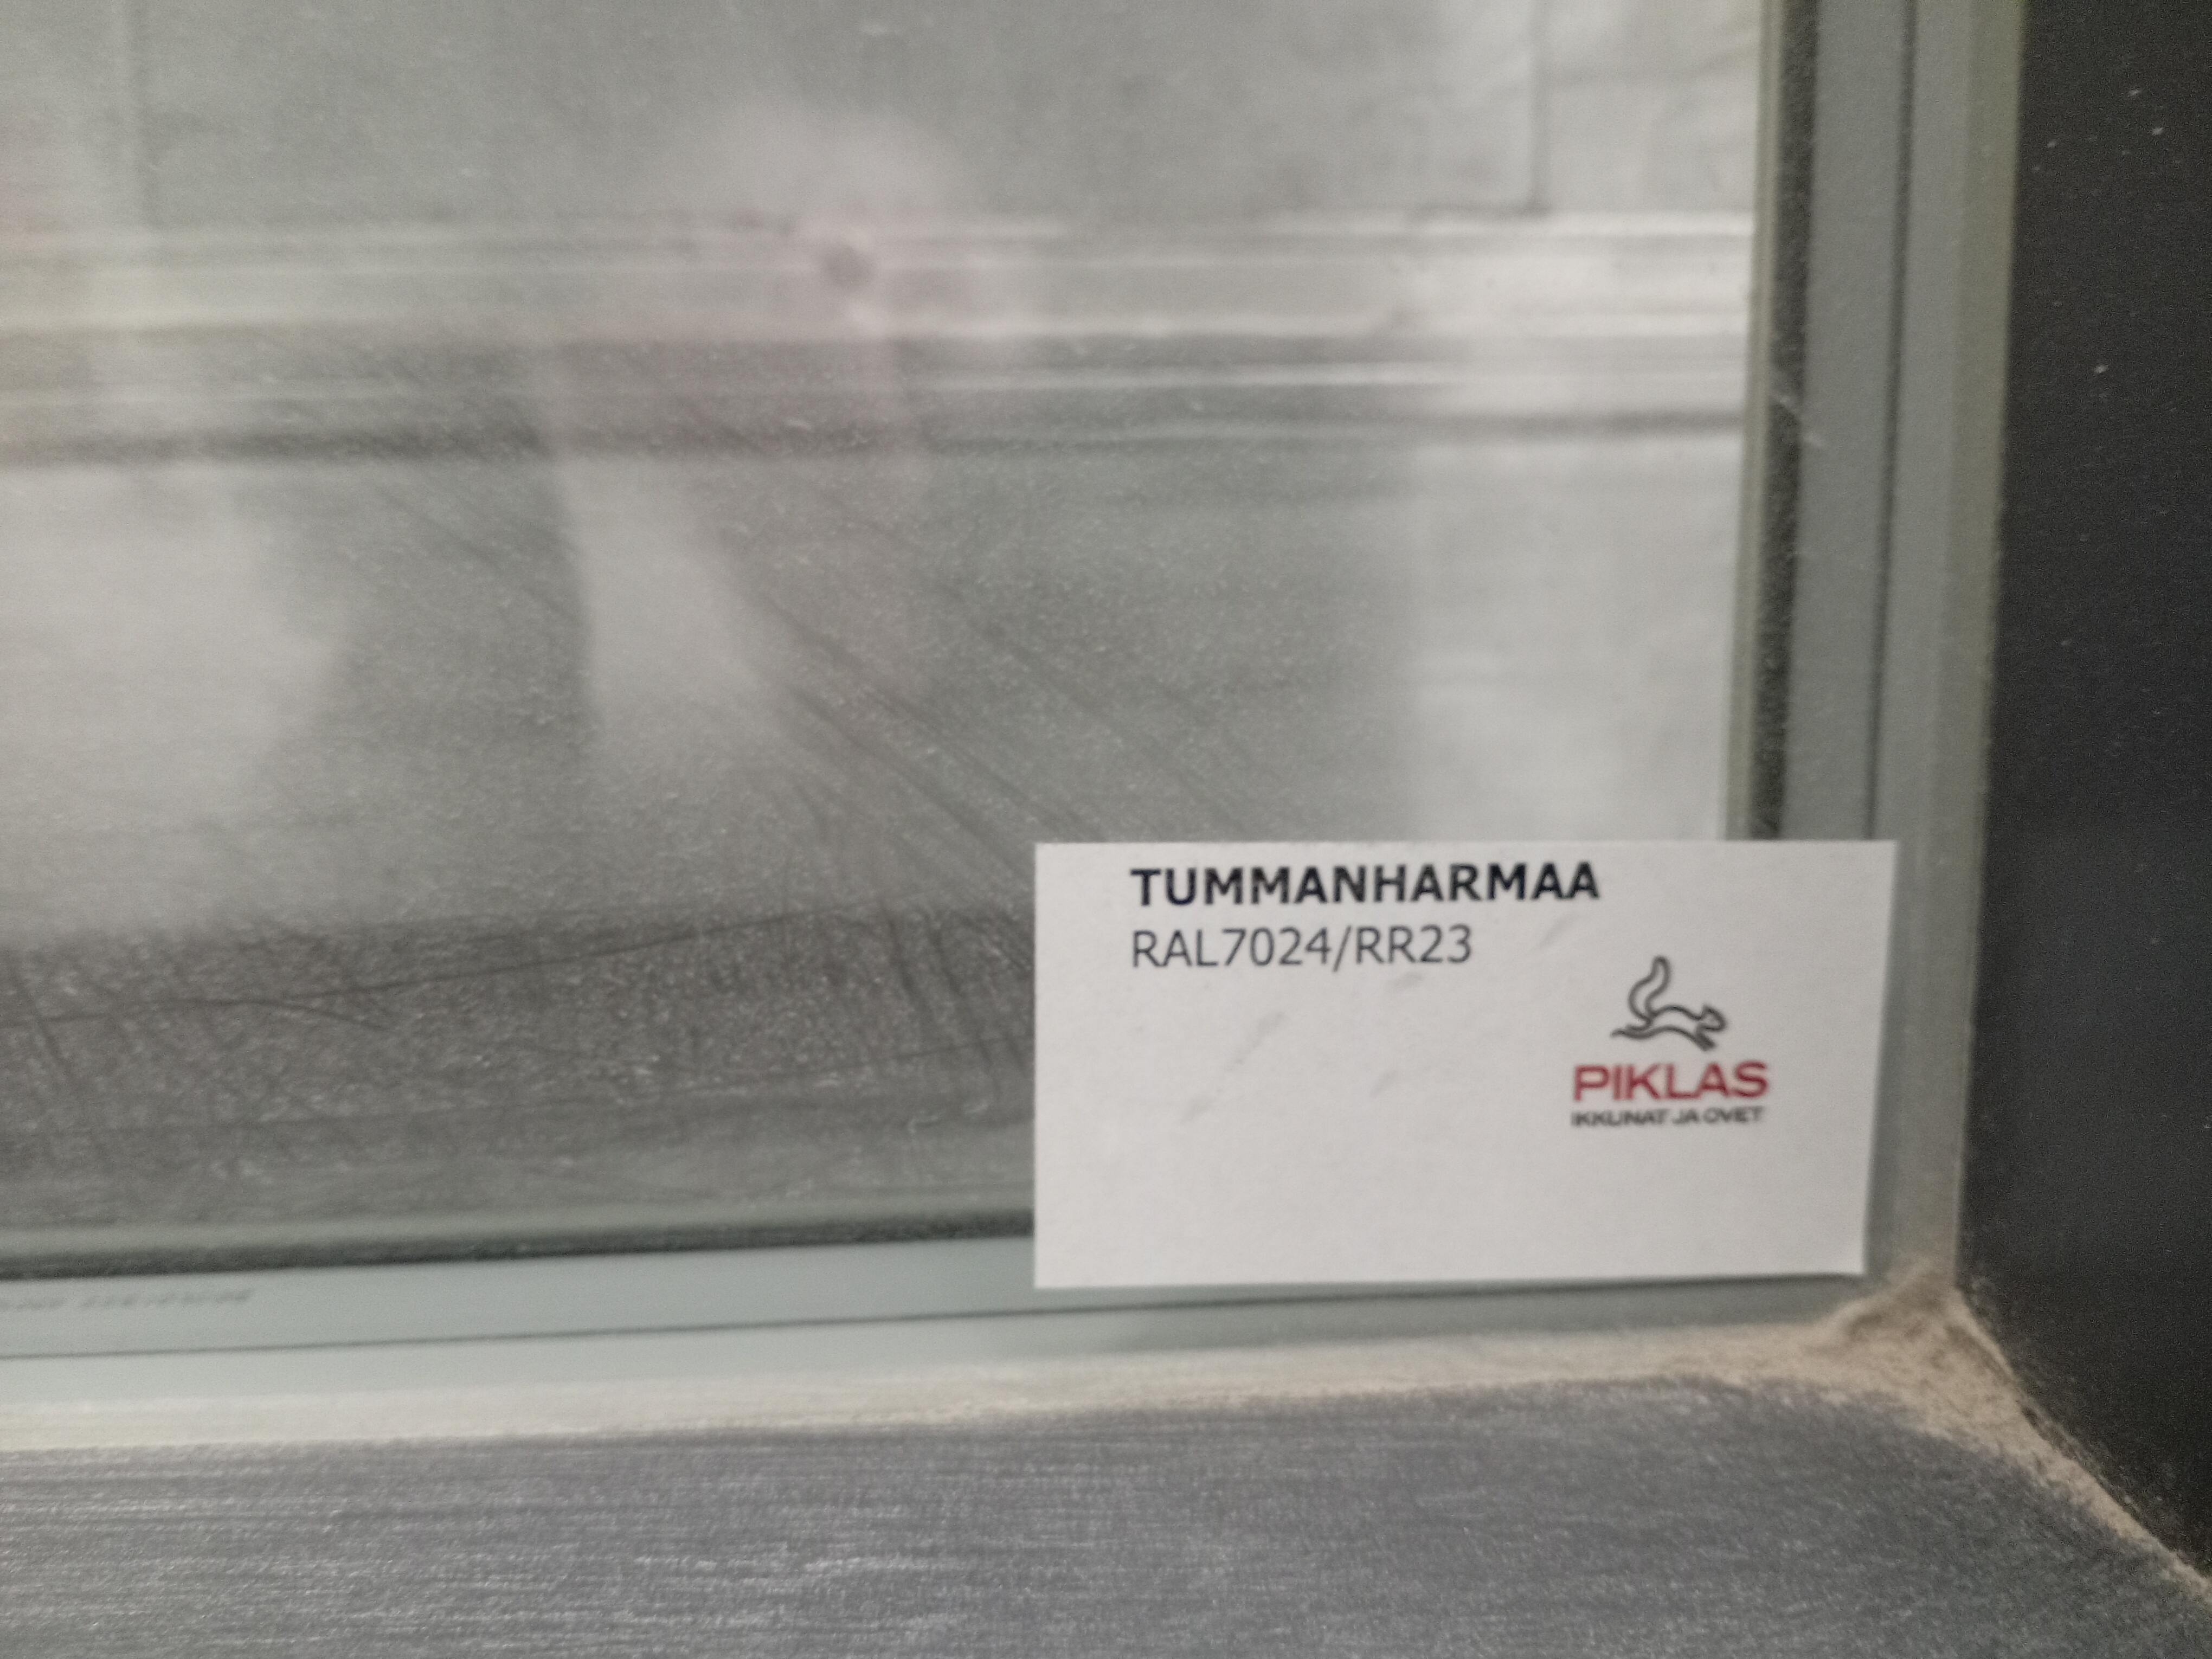 TUMMANHARMAA
RAL7024/RR23
PIKLAS
IKKUNAT JA OVET